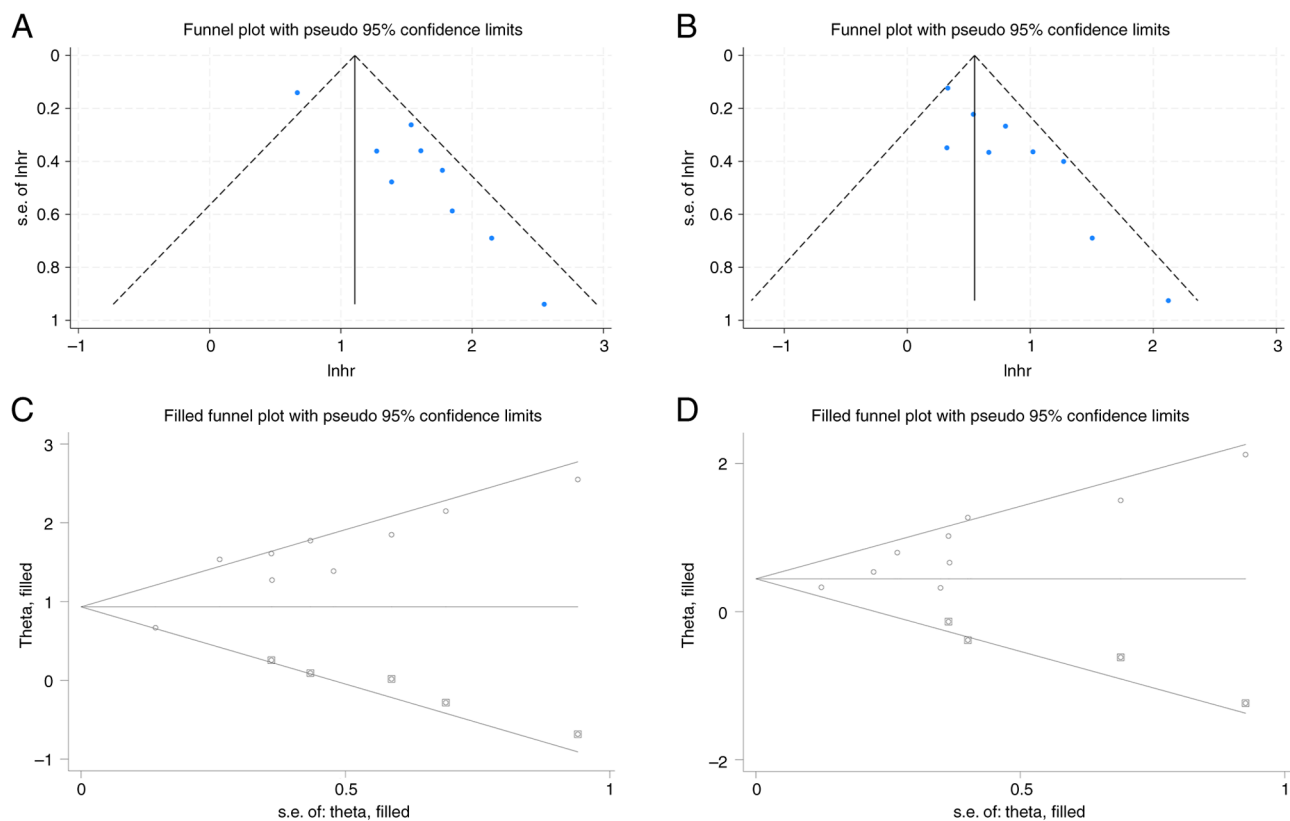 A
Funnel plot with pseudo 95% confidence limits
0
0.2
0.4
0.6
0.8
1
s.e. of lnhr
–1
0
1
2
3
lnhr
B
Funnel plot with pseudo 95% confidence limits
0
0.2
0.4
0.6
0.8
1
s.e. of lnhr
–1
0
1
2
3
lnhr
C
Filled funnel plot with pseudo 95% confidence limits
3
2
1
0
–1
Theta, filled
0
0.5
1
s.e. of: theta, filled
D
Filled funnel plot with pseudo 95% confidence limits
2
0
–2
Theta, filled
0
0.5
1
s.e. of: theta, filled